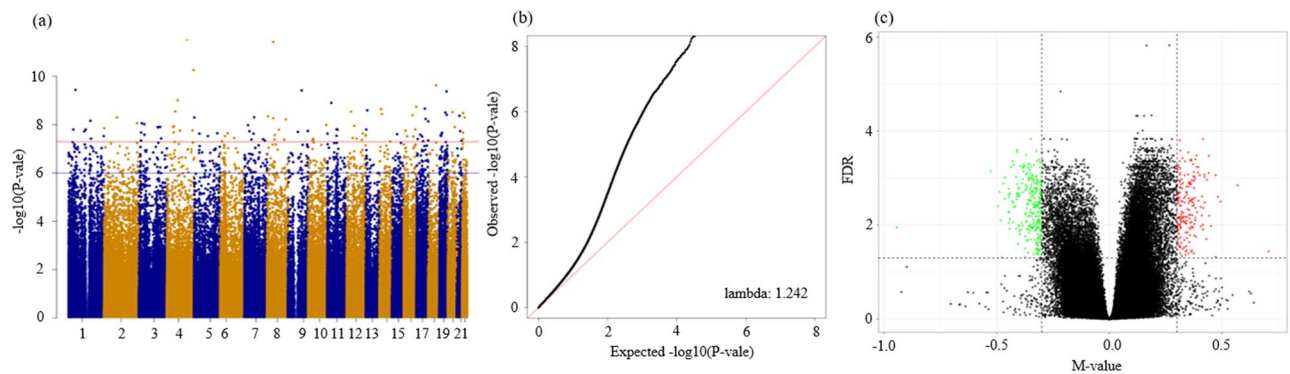 (a)
-log10(P-vale)
10
8
6
4
2
0
1 2 3 4 5 6 7 8 9 10 11 12 13 15 17 19 21
(b)
Observed -log10(P-vale)
8
6
4
2
0
lambda: 1.242
0 2 4 6 8
Expected -log10(P-vale)
(c)
FDR
6
4
2
0
-1.0 -0.5 0.0 0.5
M-value